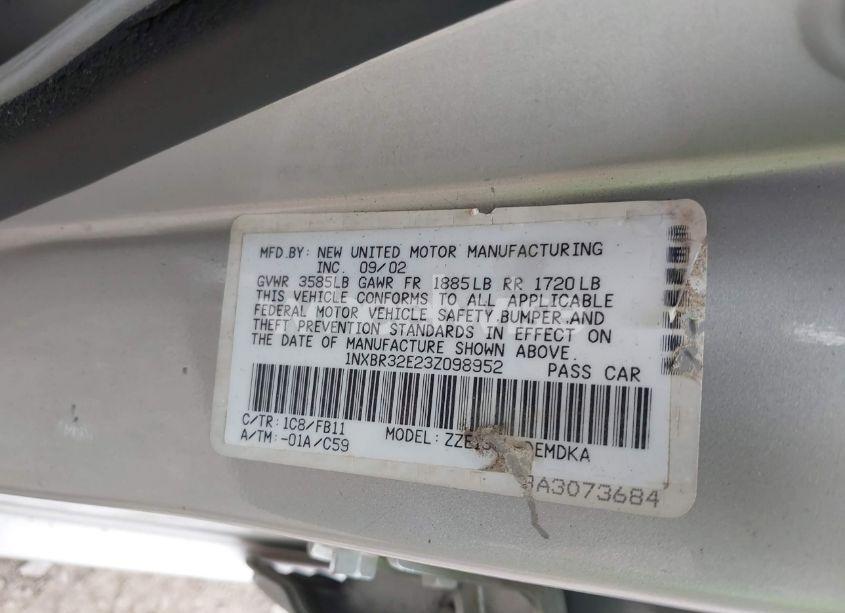 MFD.BY: NEW UNITED MOTOR MANUFACTURING
INC. 09/02
GVWR 3585LB GAWR FR 1885LB RR 1720LB
THIS VEHICLE CONFORMS TO ALL APPLICABLE
FEDERAL MOTOR VEHICLE SAFETY.BUMPER.AND
THEFT PREVENTION STANDARDS IN EFFECT ON
THE DATE OF MANUFACTURE SHOWN ABOVE.
1NXBR32E23Z098952 PASS CAR
C/TR: 1C8/FB11
A/TM: -01A/C59 MODEL: EMDKA
A3073684